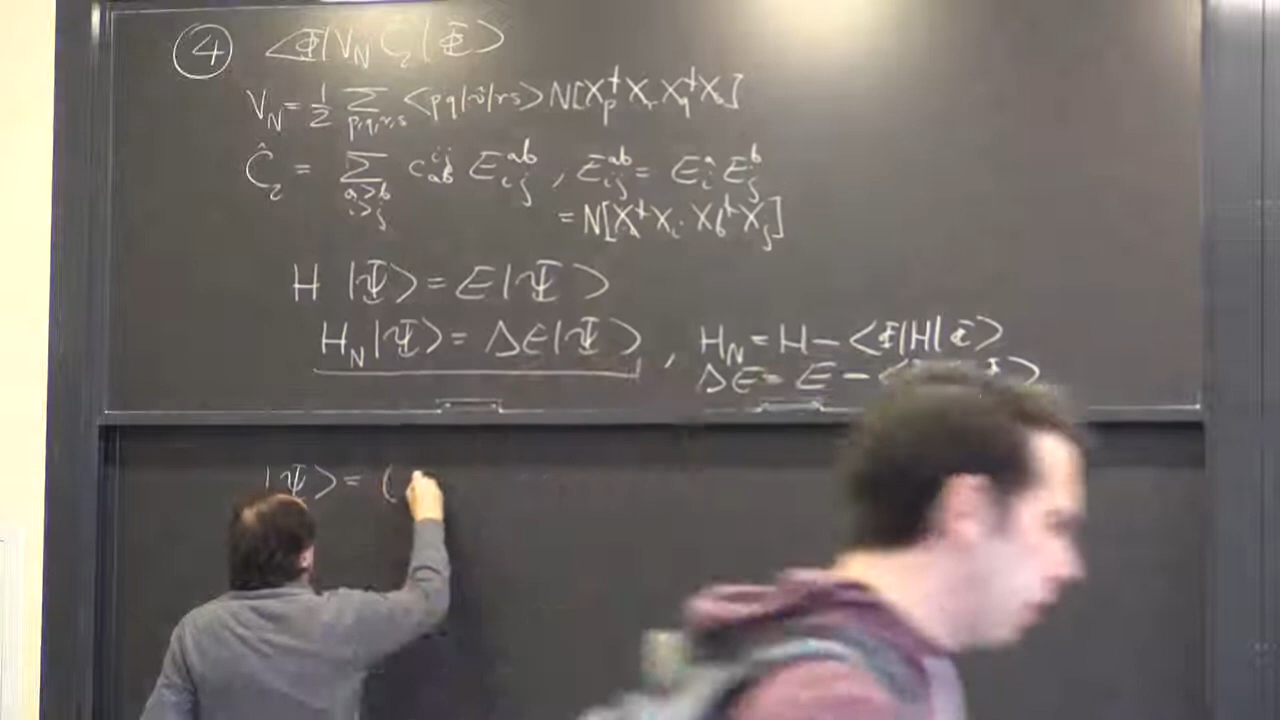 ④ <Φ|V_N C_2|Φ>
V_N = 1/2 Σ_{p,q,r,s} <pq|v̂|rs> N[X_p^† X_r X_q^† X_s]
Ĉ_2 = Σ_{a>b, i>j} c_{ab}^{ij} E_{ij}^{ab} , E_{ij}^{ab} = E_i^a E_j^b
= N[X_a^† X_i X_b^† X_j]
H |Ψ> = E|Ψ>
H_N|Ψ> = ΔE|Ψ> , H_N = H - <Φ|H|Φ>
ΔE = E - <
|Ψ> = (